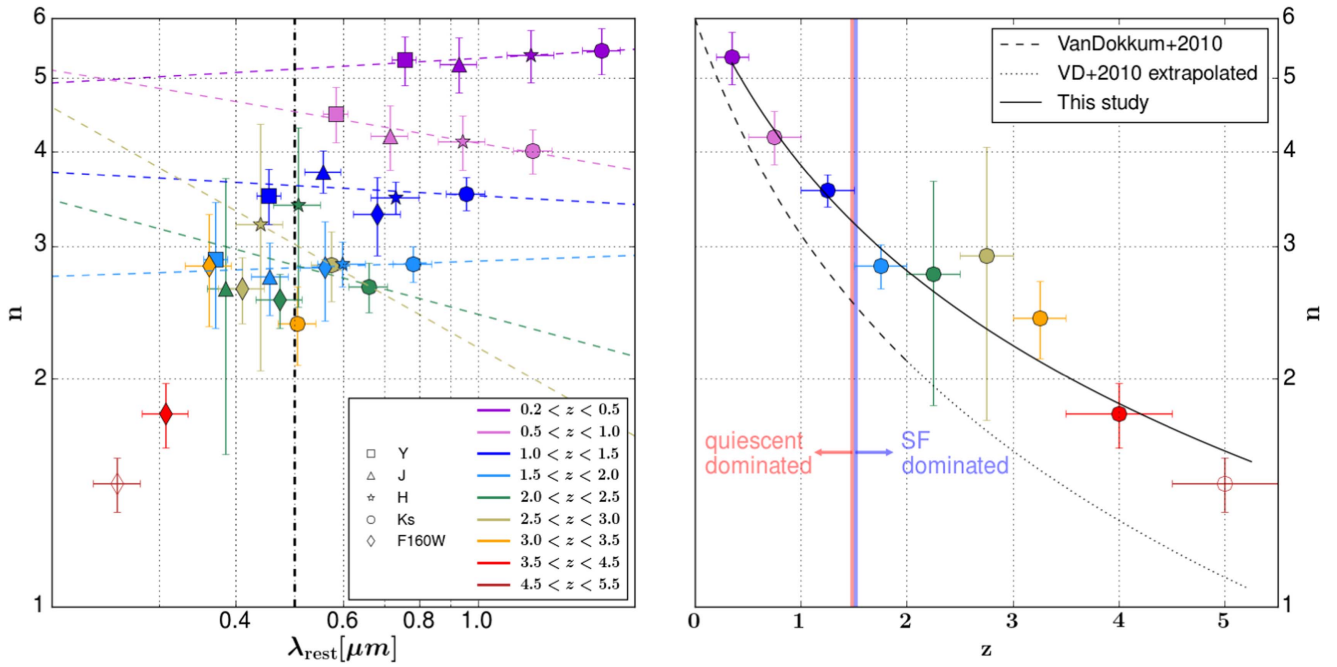 6
5
4
3
2
1
n
0.4
0.6
0.8
1.0
λrest[μm]
Y
J
H
Ks
F160W
0.2 < z < 0.5
0.5 < z < 1.0
1.0 < z < 1.5
1.5 < z < 2.0
2.0 < z < 2.5
2.5 < z < 3.0
3.0 < z < 3.5
3.5 < z < 4.5
4.5 < z < 5.5
VanDokkum+2010
VD+2010 extrapolated
This study
quiescent
dominated
SF
dominated
6
5
4
3
2
1
n
0
1
2
3
4
5
z